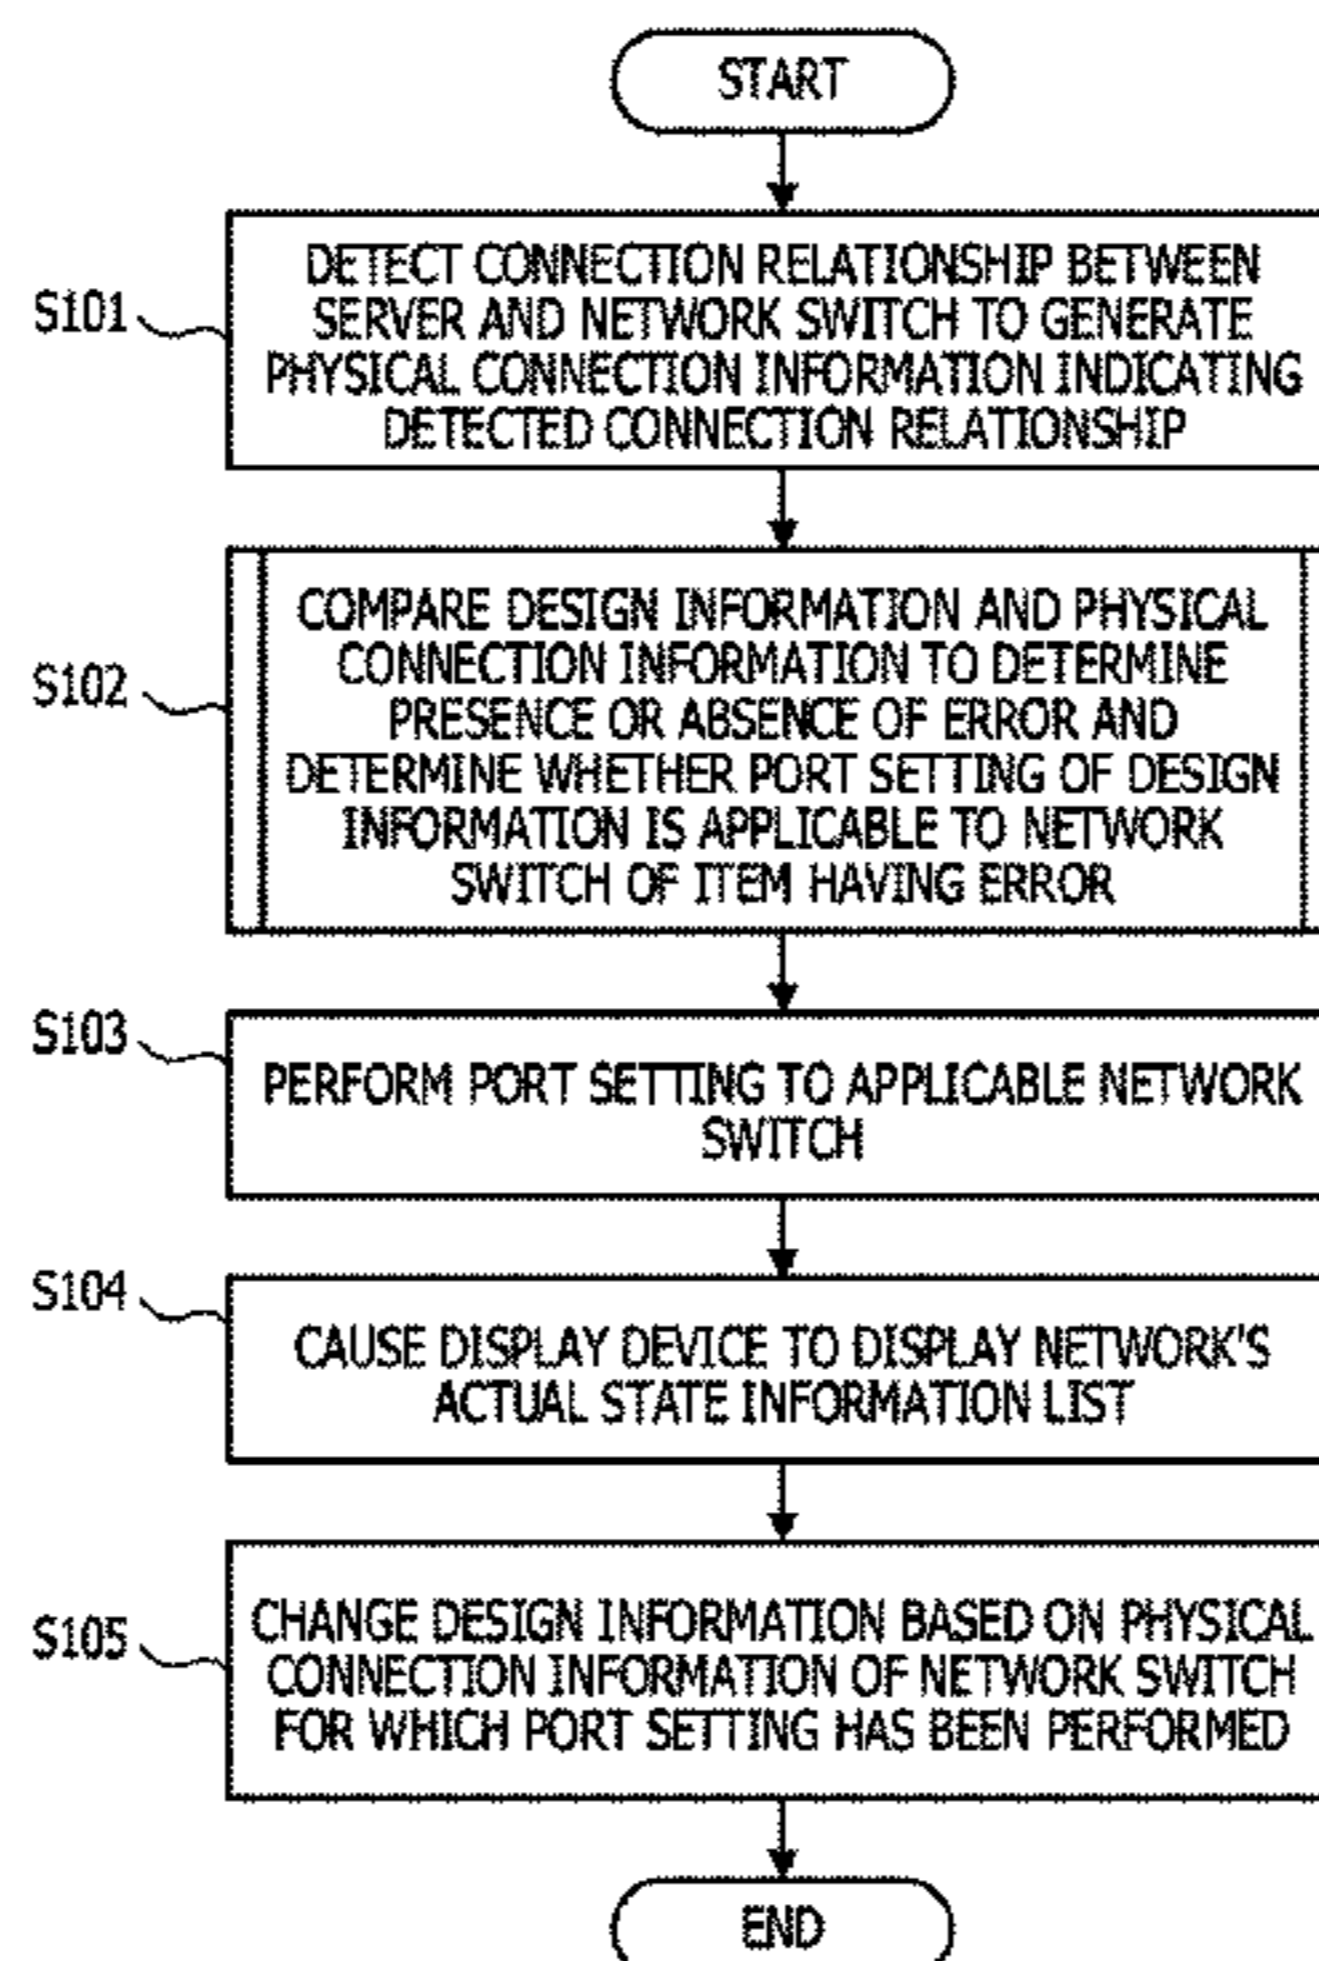 START
S101
DETECT CONNECTION RELATIONSHIP BETWEEN
SERVER AND NETWORK SWITCH TO GENERATE
PHYSICAL CONNECTION INFORMATION INDICATING
DETECTED CONNECTION RELATIONSHIP
S102
COMPARE DESIGN INFORMATION AND PHYSICAL
CONNECTION INFORMATION TO DETERMINE
PRESENCE OR ABSENCE OF ERROR AND
DETERMINE WHETHER PORT SETTING OF DESIGN
INFORMATION IS APPLICABLE TO NETWORK
SWITCH OF ITEM HAVING ERROR
S103
PERFORM PORT SETTING TO APPLICABLE NETWORK
SWITCH
S104
CAUSE DISPLAY DEVICE TO DISPLAY NETWORK'S
ACTUAL STATE INFORMATION LIST
S105
CHANGE DESIGN INFORMATION BASED ON PHYSICAL
CONNECTION INFORMATION OF NETWORK SWITCH
FOR WHICH PORT SETTING HAS BEEN PERFORMED
END